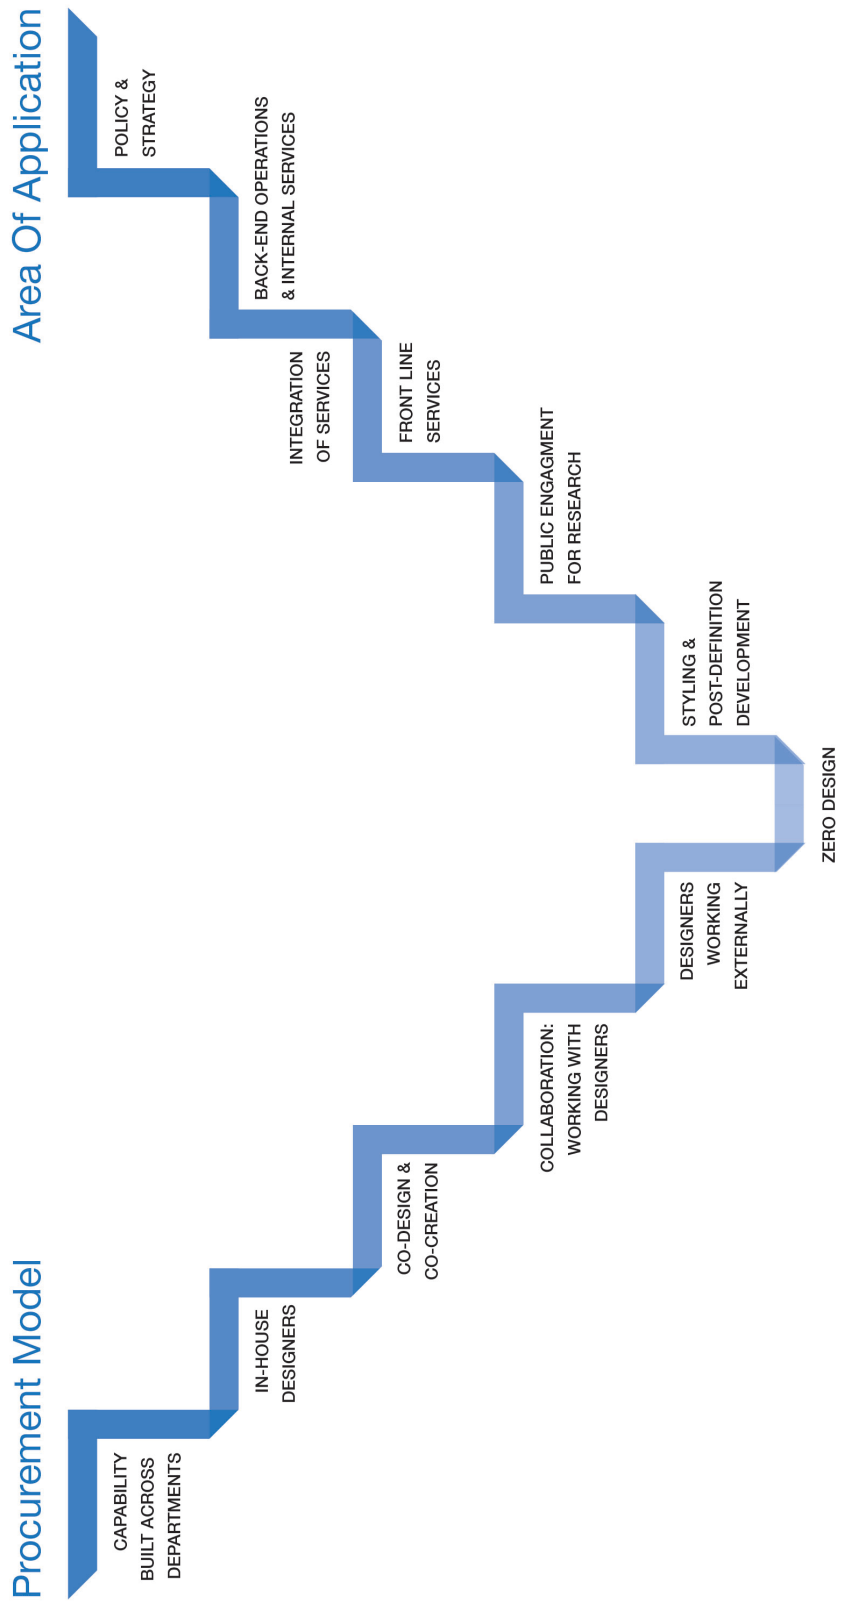 Procurement Model
Area Of Application
CAPABILITY
BUILT ACROSS
DEPARTMENTS
IN-HOUSE
DESIGNERS
CO-DESIGN &
CO-CREATION
COLLABORATION:
WORKING WITH
DESIGNERS
DESIGNERS
WORKING
EXTERNALLY
ZERO DESIGN
STYLING &
POST-DEFINITION
DEVELOPMENT
PUBLIC ENGAGMENT
FOR RESEARCH
FRONT LINE
SERVICES
INTEGRATION
OF SERVICES
BACK-END OPERATIONS
& INTERNAL SERVICES
POLICY &
STRATEGY